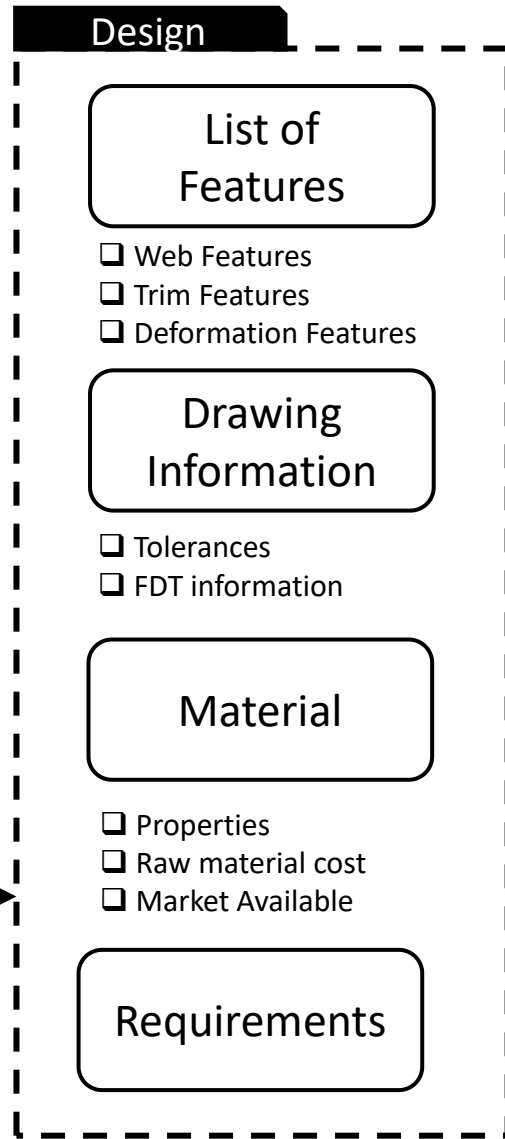 Design
List of
Features
❑ Web Features
❑ Trim Features
❑ Deformation Features
Drawing
Information
❑ Tolerances
❑ FDT information
Material
❑ Properties
❑ Raw material cost
❑ Market Available
Requirements